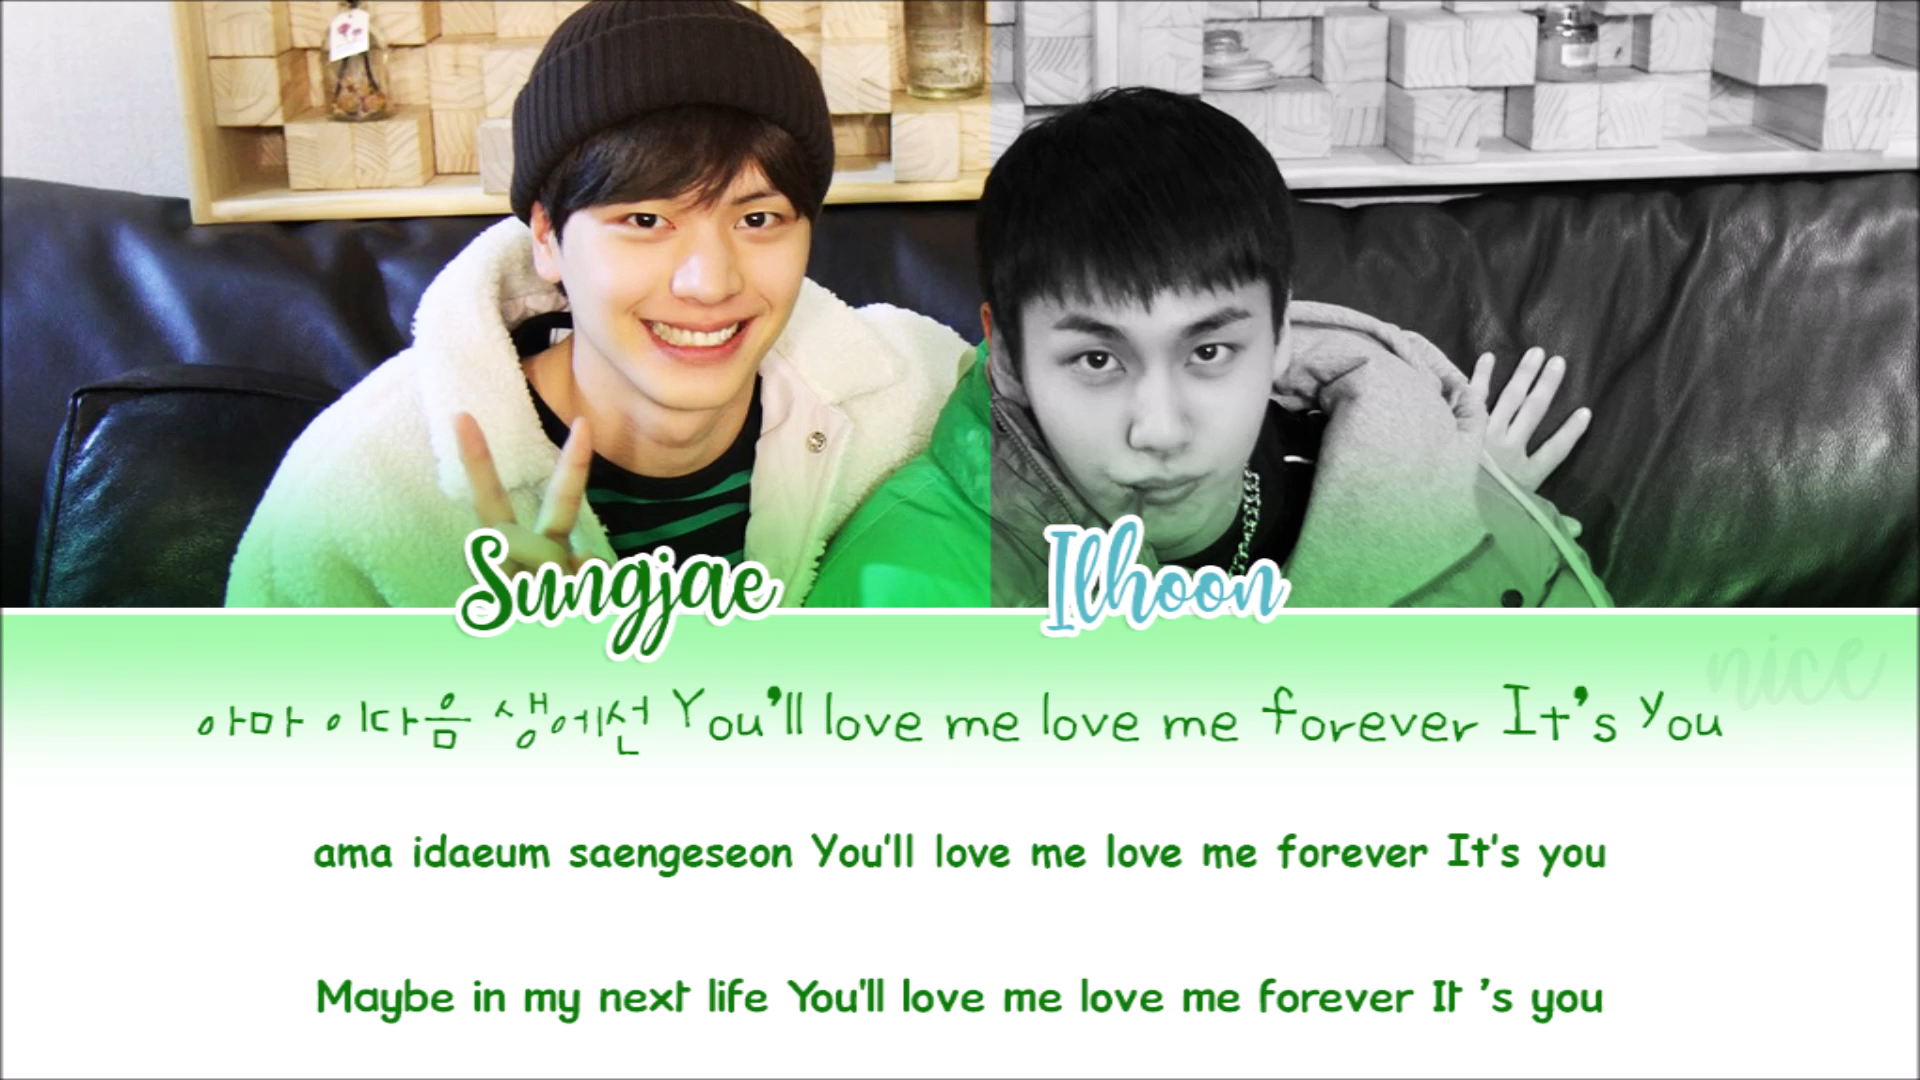 Sungjae
Ilhoon
nice
아마 이다음 생에선 You'll love me love me forever It's you
ama idaeum saengeseon You'll love me love me forever It's you
Maybe in my next life You'll love me love me forever It 's you